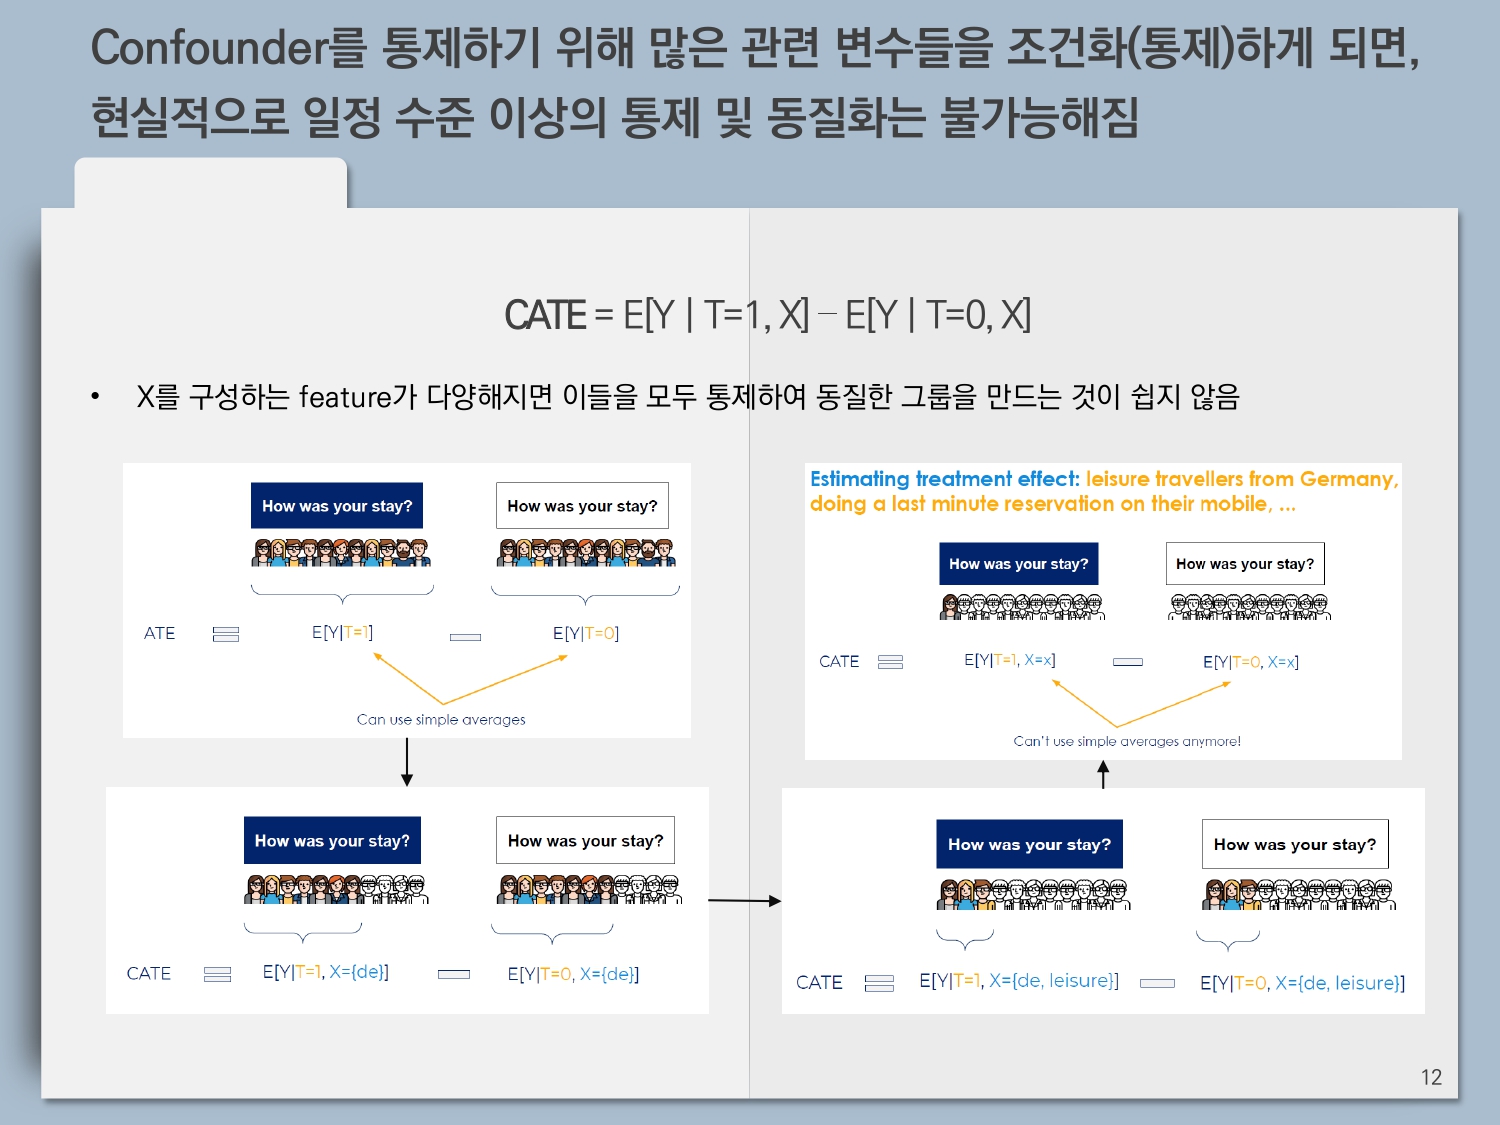 Confounder를 통제하기 위해 많은 관련 변수들을 조건화(통제)하게 되면,
현실적으로 일정 수준 이상의 통제 및 동질화는 불가능해짐
CATE = E[Y | T=1, X] – E[Y | T=0, X]
• X를 구성하는 feature가 다양해지면 이들을 모두 통제하여 동질한 그룹을 만드는 것이 쉽지 않음
How was your stay? How was your stay?
ATE = E[Y|T=1] – E[Y|T=0]
Can use simple averages
How was your stay? How was your stay?
CATE = E[Y|T=1, X={de}] – E[Y|T=0, X={de}]
How was your stay? How was your stay?
CATE = E[Y|T=1, X={de, leisure}] – E[Y|T=0, X={de, leisure}]
Estimating treatment effect: leisure travellers from Germany,
doing a last minute reservation on their mobile, ...
How was your stay? How was your stay?
CATE = E[Y|T=1, X=x] – E[Y|T=0, X=x]
Can't use simple averages anymore!
12